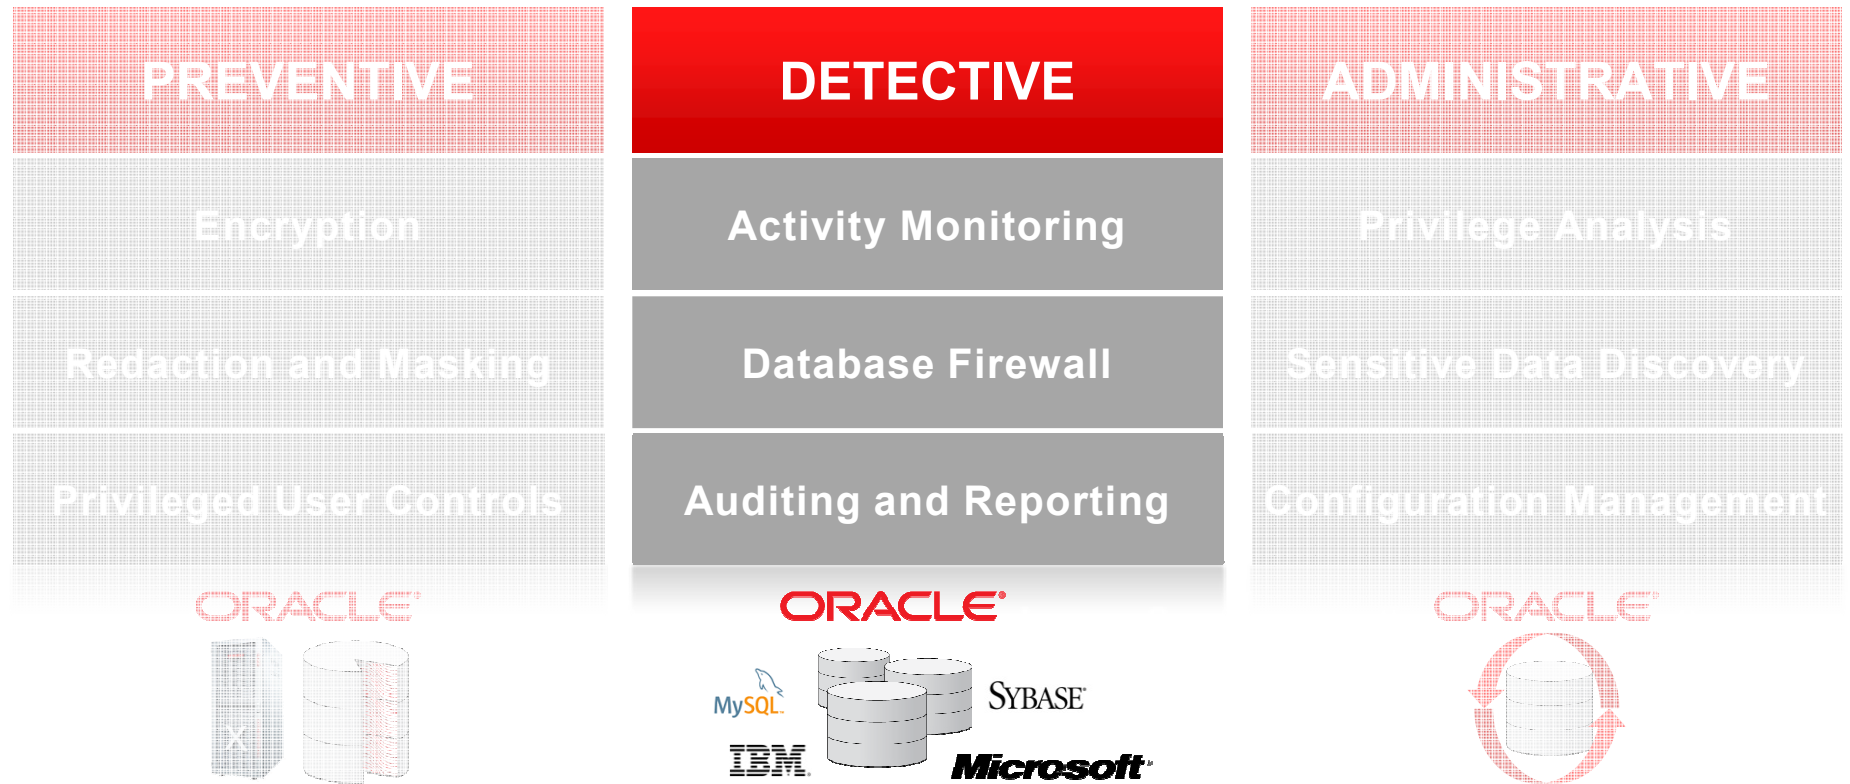 PREVENTIVE
Encryption
Redaction and Masking
Privileged User Controls
ORACLE®
X
DETECTIVE
Activity Monitoring
Database Firewall
Auditing and Reporting
ORACLE®
MySQL
SYBASE®
IBM
Microsoft
ADMINISTRATIVE
Privilege Analysis
Sensitive Data Discovery
Configuration Management
ORACLE®